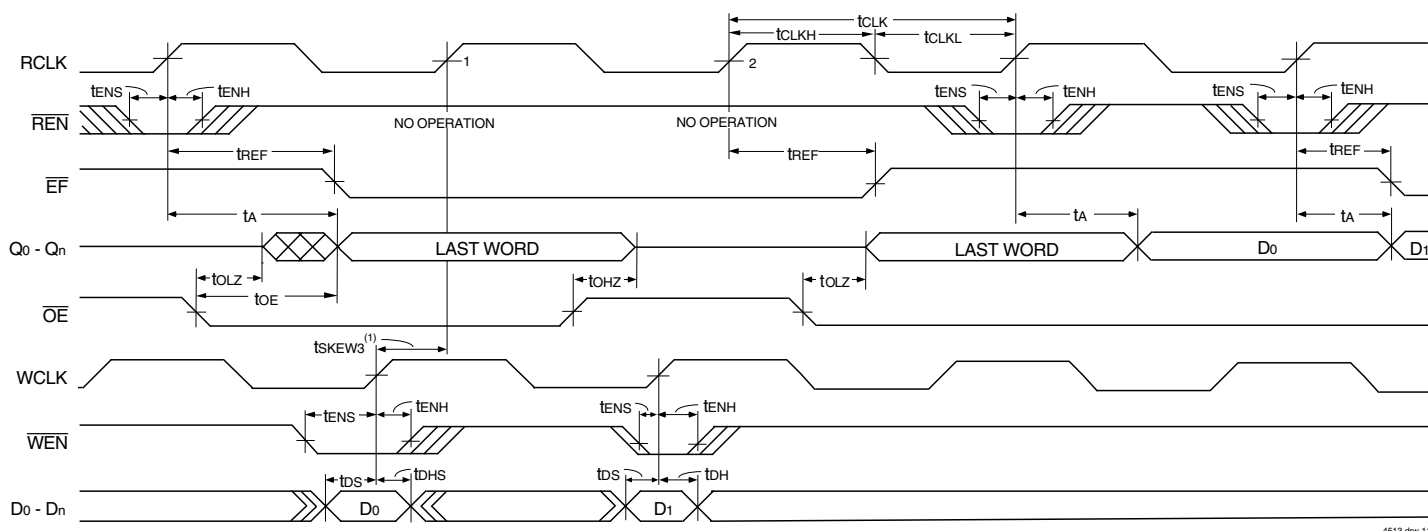 tCLK
tCLKH
tCLKL
RCLK
1
2
tENS
tENH
tENS
tENH
tENS
tENH
REN
NO OPERATION
NO OPERATION
tREF
tREF
tREF
EF
tA
tA
tA
Q0 - Qn
LAST WORD
LAST WORD
D0
D1
tOLZ
tOHZ
tOLZ
tOE
OE
tSKEW3(1)
WCLK
tENS
tENH
tENS
tENH
WEN
tDS
tDHS
tDS
tDH
D0 - Dn
D0
D1